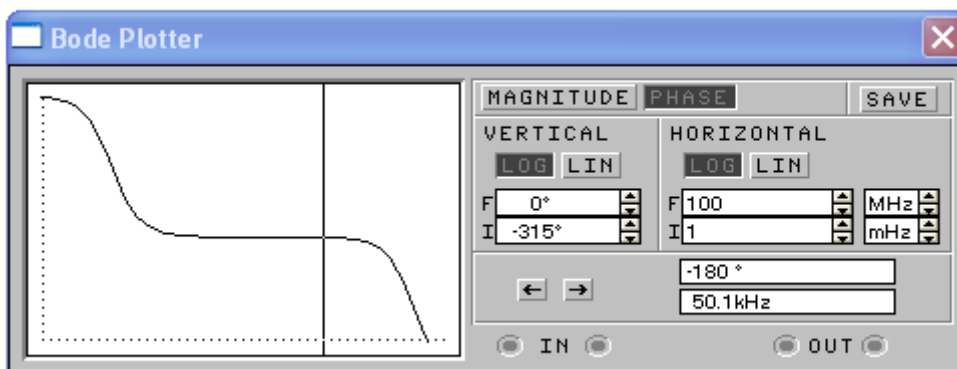 Bode Plotter
MAGNITUDE PHASE SAVE
VERTICAL HORIZONTAL
LOG LIN LOG LIN
F 0° F 100 MHz
I -315° I 1 mHz
-180 °
50.1kHz
IN OUT